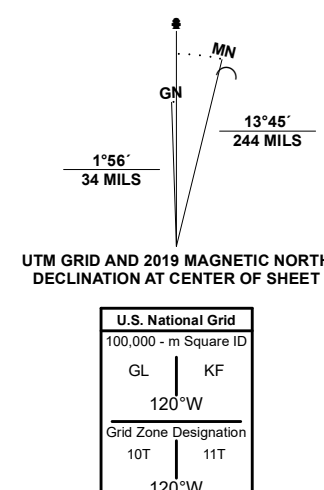 MN
GN
13°45´
244 MILS
1°56´
34 MILS
UTM GRID AND 2019 MAGNETIC NORTH
DECLINATION AT CENTER OF SHEET
U.S. National Grid
100,000 - m Square ID
GL KF
120°W
Grid Zone Designation
10T 11T
120°W